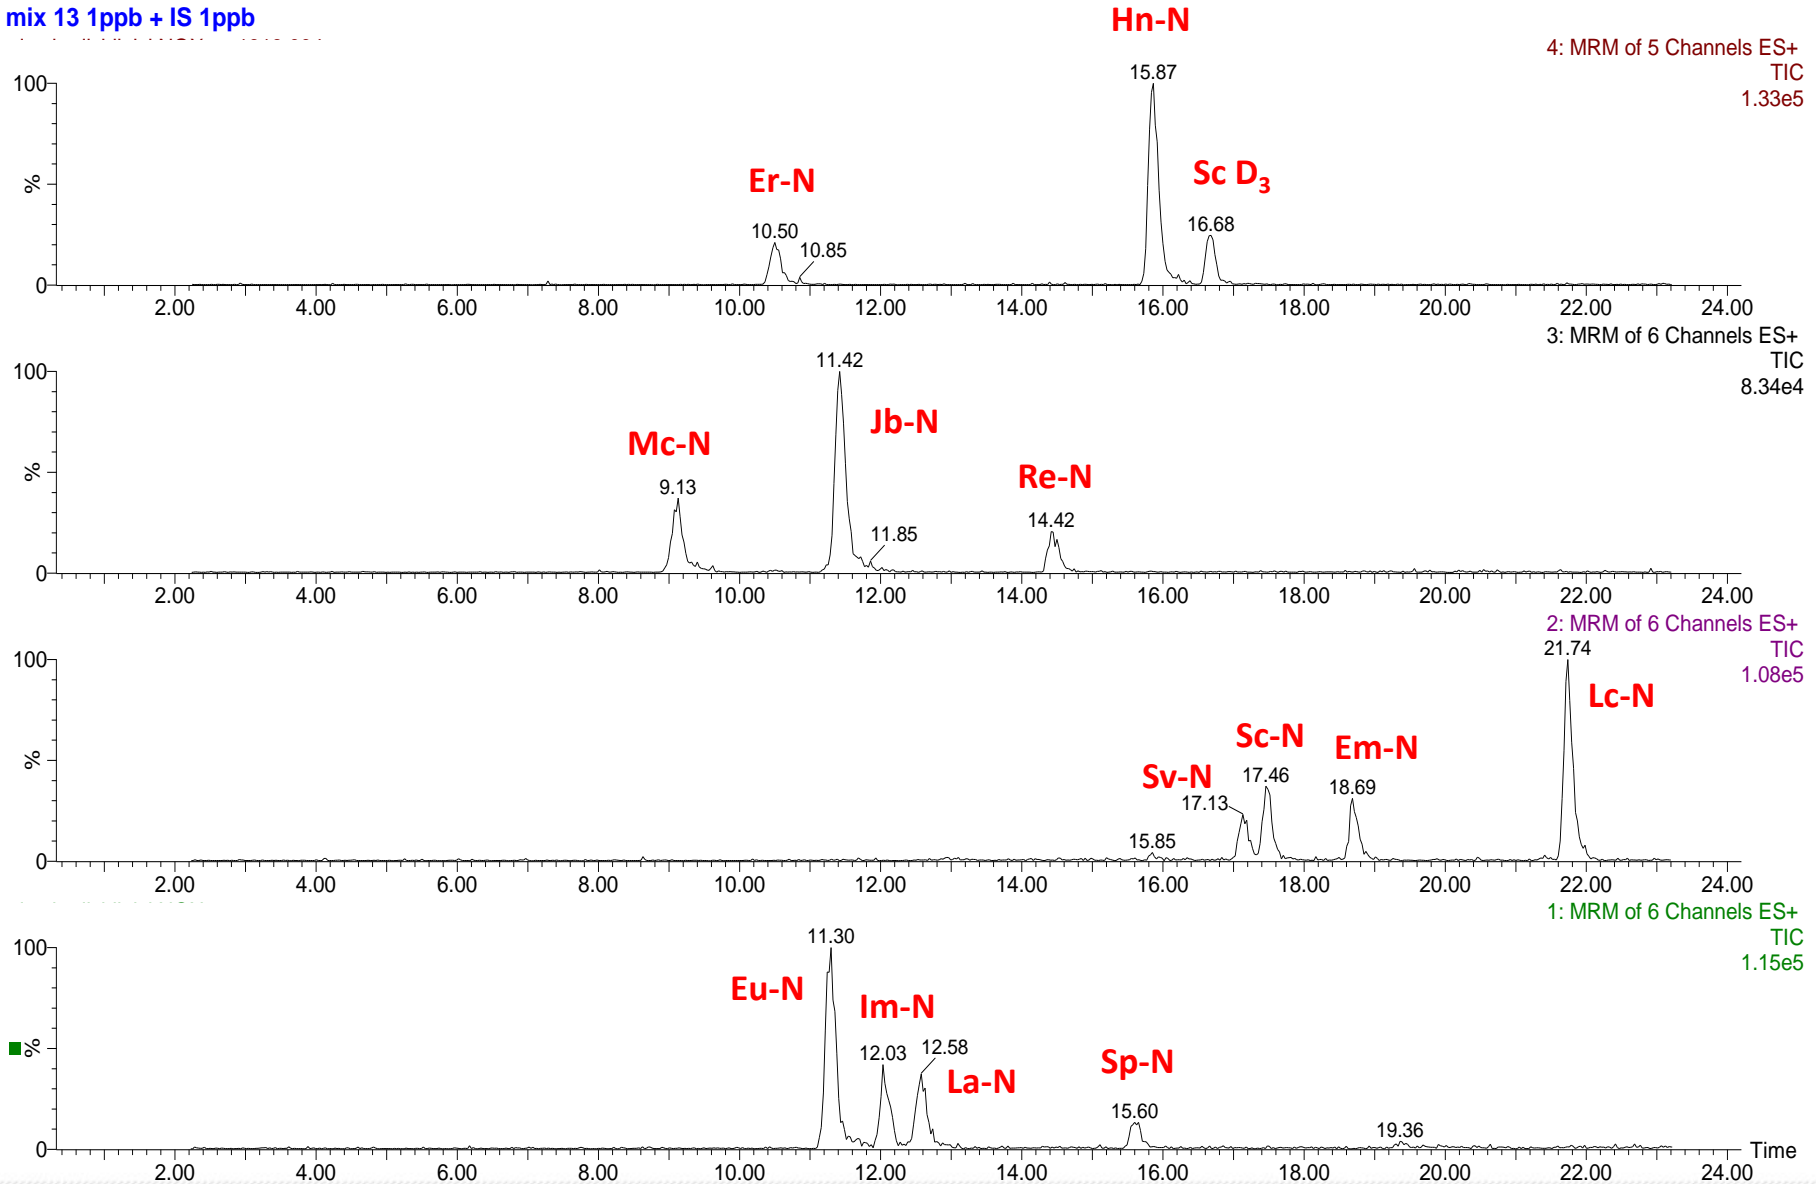 mix 13 1ppb + IS 1ppb
Hn-N
4: MRM of 5 Channels ES+
TIC
1.33e5
100
%
0
15.87
Er-N
Sc D3
10.50
10.85
16.68
2.00 4.00 6.00 8.00 10.00 12.00 14.00 16.00 18.00 20.00 22.00 24.00
3: MRM of 6 Channels ES+
TIC
8.34e4
100
%
0
11.42
Jb-N
Mc-N
Re-N
9.13
14.42
11.85
2.00 4.00 6.00 8.00 10.00 12.00 14.00 16.00 18.00 20.00 22.00 24.00
2: MRM of 6 Channels ES+
TIC
1.08e5
100
%
0
21.74
Lc-N
Sc-N
Em-N
Sv-N
17.46
18.69
17.13
15.85
2.00 4.00 6.00 8.00 10.00 12.00 14.00 16.00 18.00 20.00 22.00 24.00
1: MRM of 6 Channels ES+
TIC
1.15e5
100
%
0
11.30
Eu-N
Im-N
12.03
12.58
La-N
Sp-N
15.60
19.36
Time
2.00 4.00 6.00 8.00 10.00 12.00 14.00 16.00 18.00 20.00 22.00 24.00